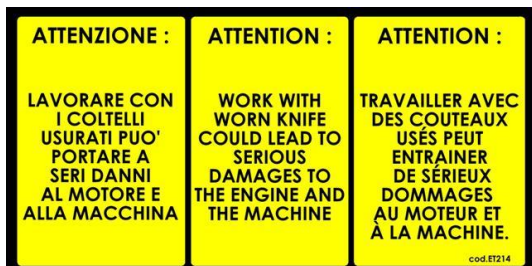 ATTENZIONE :
LAVORARE CON
I COLTELLI
USURATI PUO'
PORTARE A
SERI DANNI
AL MOTORE E
ALLA MACCHINA
ATTENTION :
WORK WITH
WORN KNIFE
COULD LEAD TO
SERIOUS
DAMAGES TO
THE ENGINE AND
THE MACHINE
ATTENTION :
TRAVAILLER AVEC
DES COUTEAUX
USÉS PEUT
ENTRAINER
DE SÉRIEUX
DOMMAGES
AU MOTEUR ET
À LA MACHINE.
cod.ET214